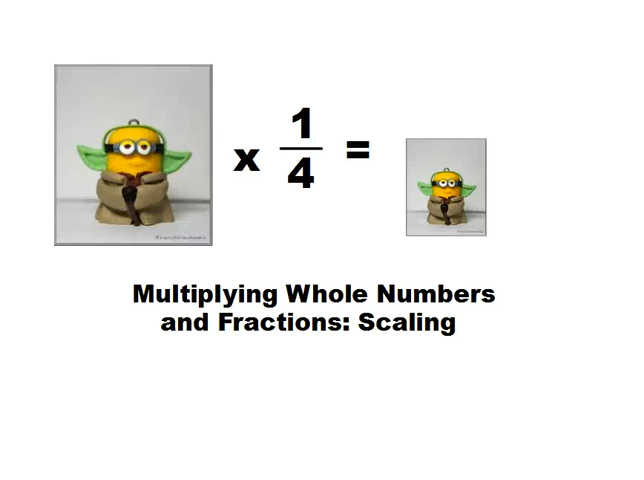 x 1/4 =
Multiplying Whole Numbers
and Fractions: Scaling